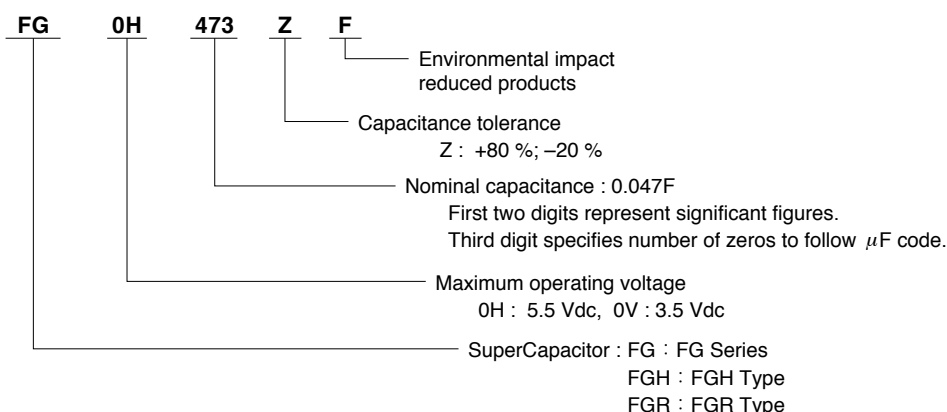 FG 0H 473 Z F
Environmental impact
reduced products
Capacitance tolerance
Z : +80 %; –20 %
Nominal capacitance : 0.047F
First two digits represent significant figures.
Third digit specifies number of zeros to follow μF code.
Maximum operating voltage
0H : 5.5 Vdc, 0V : 3.5 Vdc
SuperCapacitor : FG : FG Series
FGH : FGH Type
FGR : FGR Type